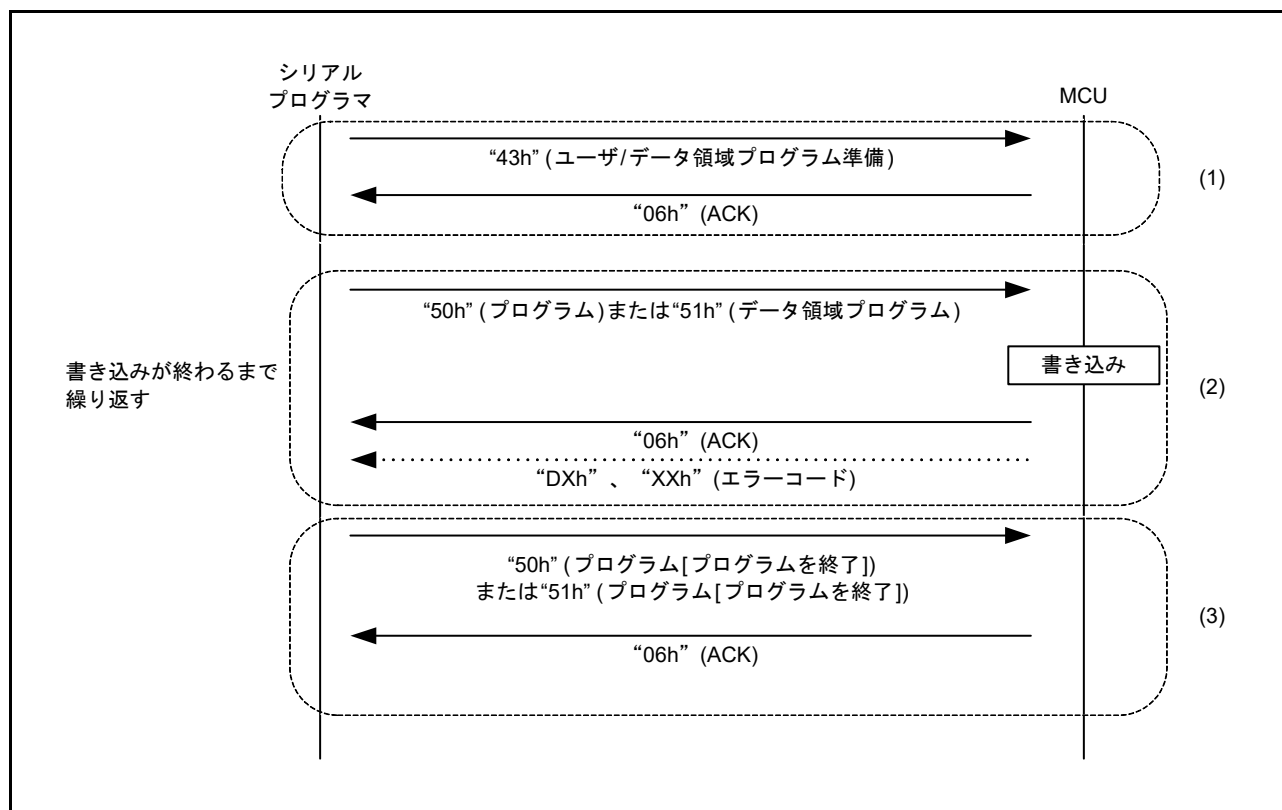 シリアル
プログラマ
MCU
“43h” (ユーザ/データ領域プログラム準備)
“06h” (ACK)
(1)
“50h” (プログラム)または“51h” (データ領域プログラム)
書き込みが終わるまで
繰り返す
書き込み
(2)
“06h” (ACK)
“DXh” 、 “XXh” (エラーコード)
“50h” (プログラム[プログラムを終了])
または“51h” (プログラム[プログラムを終了])
(3)
“06h” (ACK)